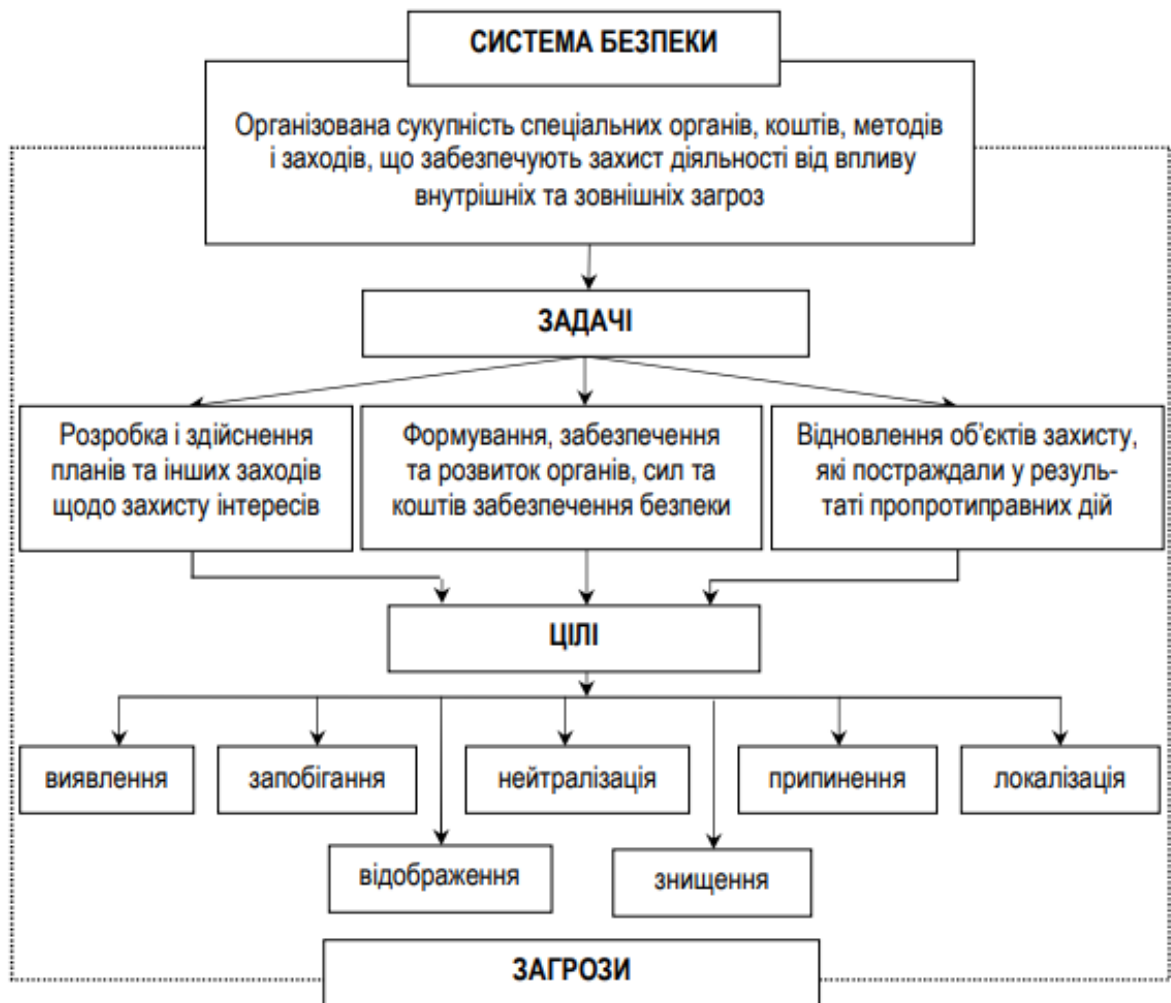 СИСТЕМА БЕЗПЕКИ
Організована сукупність спеціальних органів, коштів, методів
і заходів, що забезпечують захист діяльності від впливу
внутрішніх та зовнішніх загроз
ЗАДАЧІ
Розробка і здійснення
планів та інших заходів
щодо захисту інтересів
Формування, забезпечення
та розвиток органів, сил та
коштів забезпечення безпеки
Відновлення об’єктів захисту,
які постраждали у резуль-
таті пропротиправних дій
ЦІЛІ
виявлення
запобігання
нейтралізація
припинення
локалізація
відображення
знищення
ЗАГРОЗИ